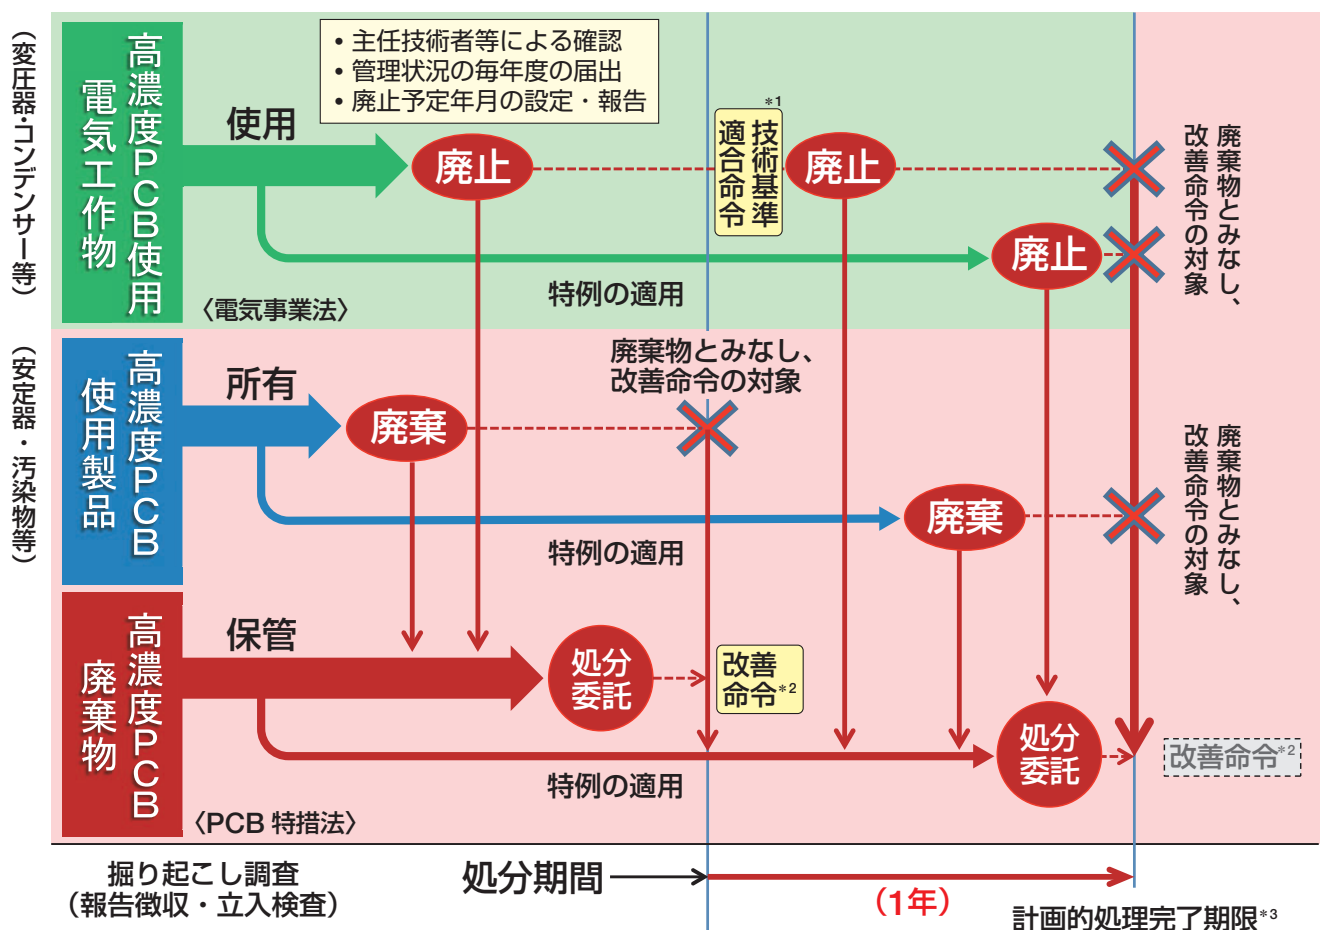 （変圧器・コンデンサー等）
高濃度PCB使用
電気工作物
使用
• 主任技術者等による確認
• 管理状況の毎年度の届出
• 廃止予定年月の設定・報告
廃止
*1
技術基準
適合命令
廃止
廃止
特例の適用
〈電気事業法〉
廃棄物とみなし、
改善命令の対象
（安定器・汚染物等）
高濃度PCB
使用製品
所有
廃棄
廃棄物とみなし、
改善命令の対象
廃棄
特例の適用
廃棄物とみなし、
改善命令の対象
高濃度PCB
廃棄物
保管
処分
委託
改善
命令*2
処分
委託
改善命令*2
特例の適用
〈PCB 特措法〉
掘り起こし調査
（報告徴収・立入検査）
処分期間
（1年）
計画的処理完了期限*3